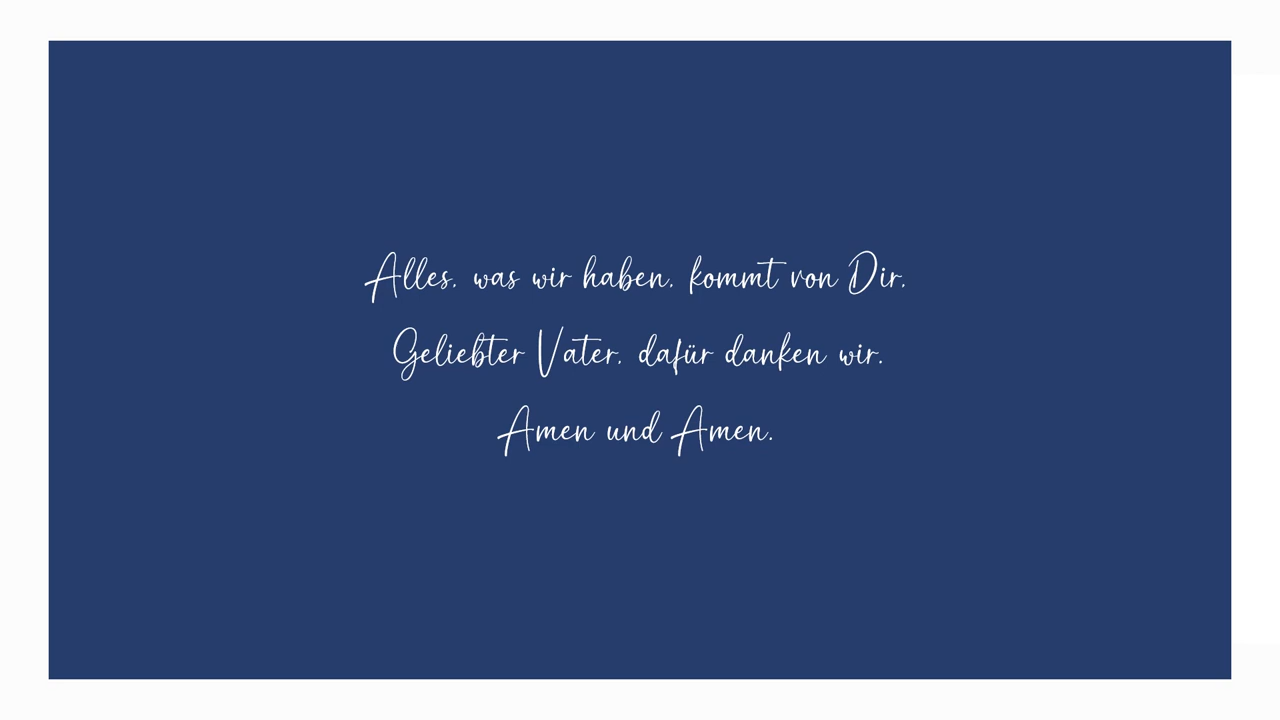 Alles, was wir haben, kommt von Dir,
Geliebter Vater, dafür danken wir.
Amen und Amen.